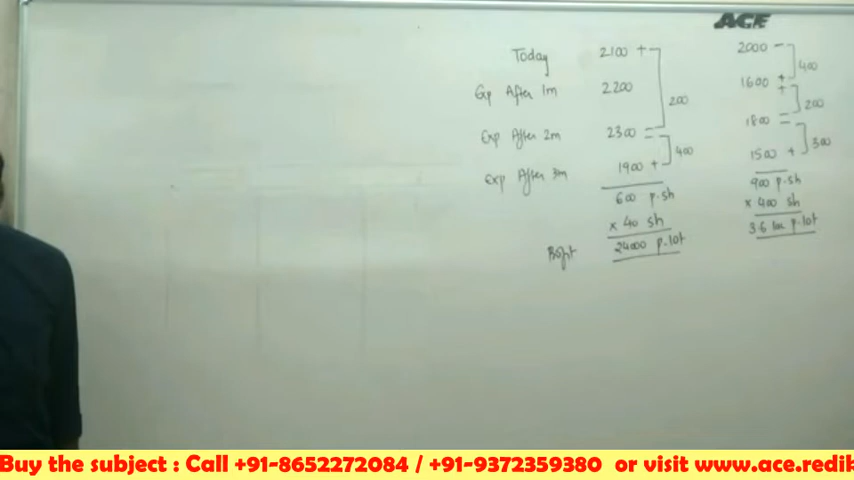 ACE
Today 2100 + 2000 -
400
Exp After 1m 2200 1600 +
+
200 200
Exp After 2m 2300 = 1800 =
400 300
Exp After 3m 1900 + 1500 +
600 p.sh 900 p.sh
x 40 sh x 400 sh
Profit 24000 p.lot 3.6 lac p.lot
Buy the subject : Call +91-8652272084 / +91-9372359380 or visit www.ace.redik